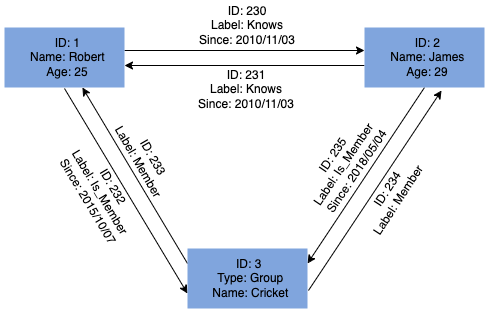 ID: 230
Label: Knows
Since: 2010/11/03
ID: 1
Name: Robert
Age: 25
ID: 2
Name: James
Age: 29
ID: 231
Label: Knows
Since: 2010/11/03
ID: 233
Label: Member
ID: 232
Label: Is_Member
Since: 2015/10/07
ID: 235
Label: Is_Member
Since: 2018/05/04
ID: 234
Label: Member
ID: 3
Type: Group
Name: Cricket